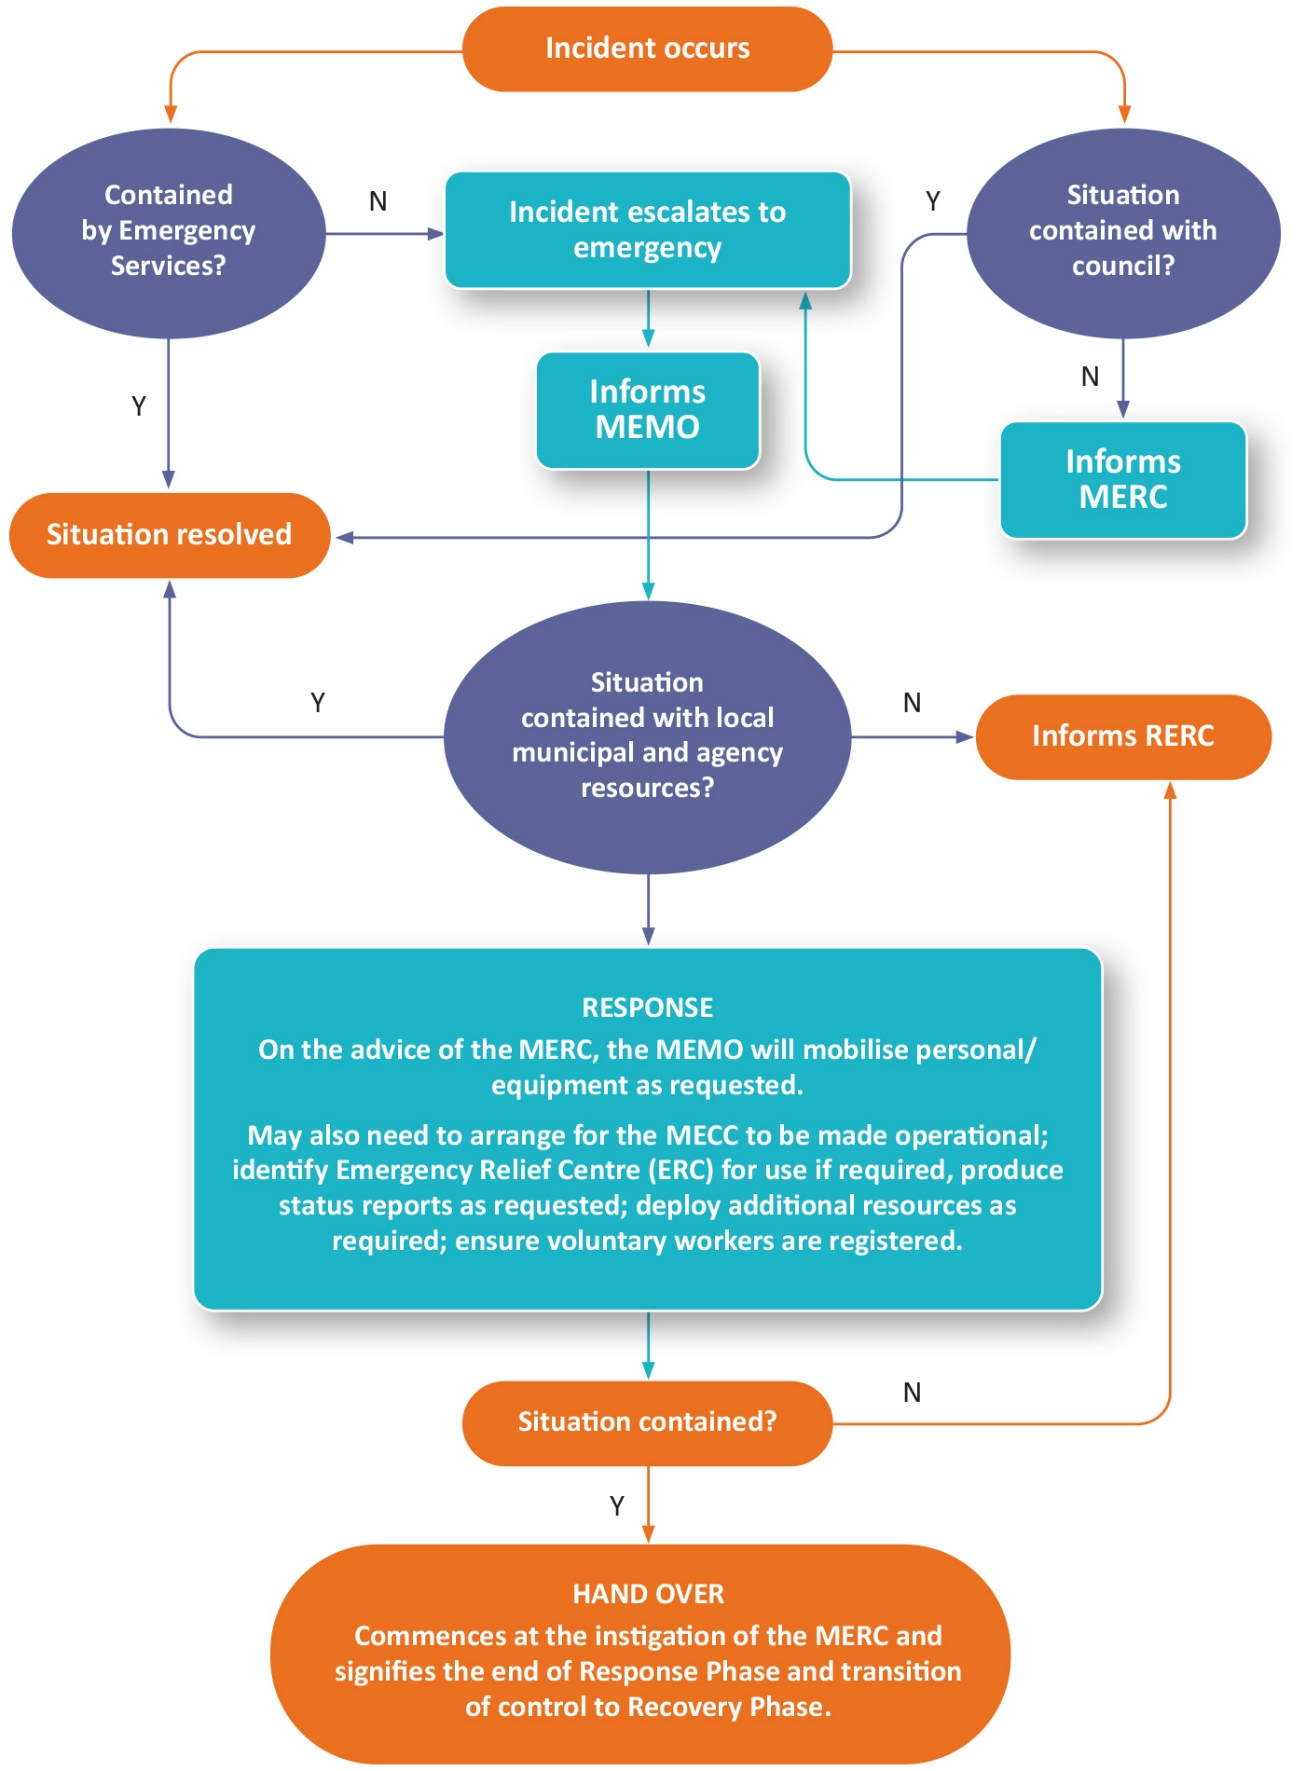 Incident occurs
Contained
by Emergency
Services?
N
Incident escalates to
emergency
Y
Situation
contained with
council?
Y
Informs
MEMO
N
Informs
MERC
Situation resolved
Y
Situation
contained with local
municipal and agency
resources?
N
Informs RERC
RESPONSE
On the advice of the MERC, the MEMO will mobilise personal/
equipment as requested.
May also need to arrange for the MECC to be made operational;
identify Emergency Relief Centre (ERC) for use if required, produce
status reports as requested; deploy additional resources as
required; ensure voluntary workers are registered.
Situation contained?
N
Y
HAND OVER
Commences at the instigation of the MERC and
signifies the end of Response Phase and transition
of control to Recovery Phase.